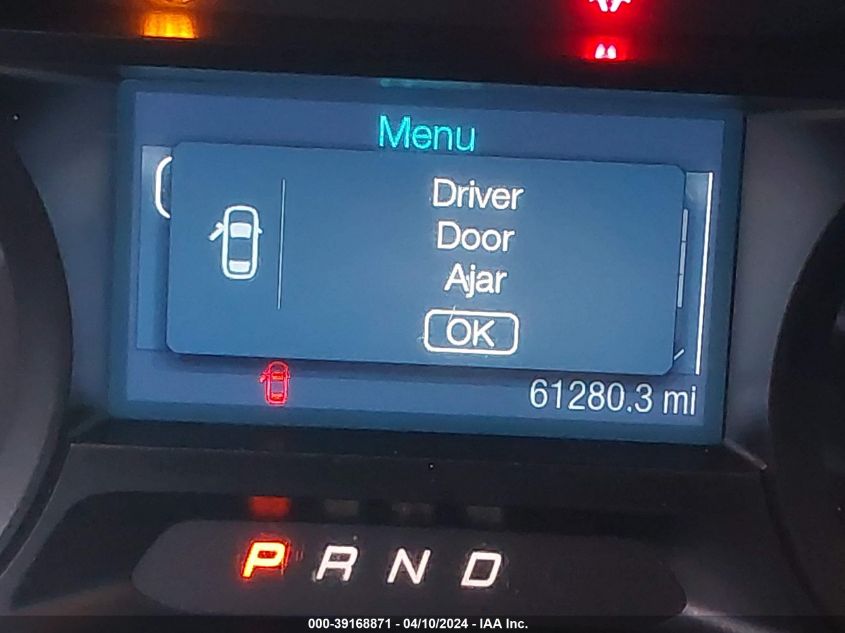 Menu
Driver
Door
Ajar
OK
61280.3 mi
P R N D
000-39168871 - 04/10/2024 - IAA Inc.